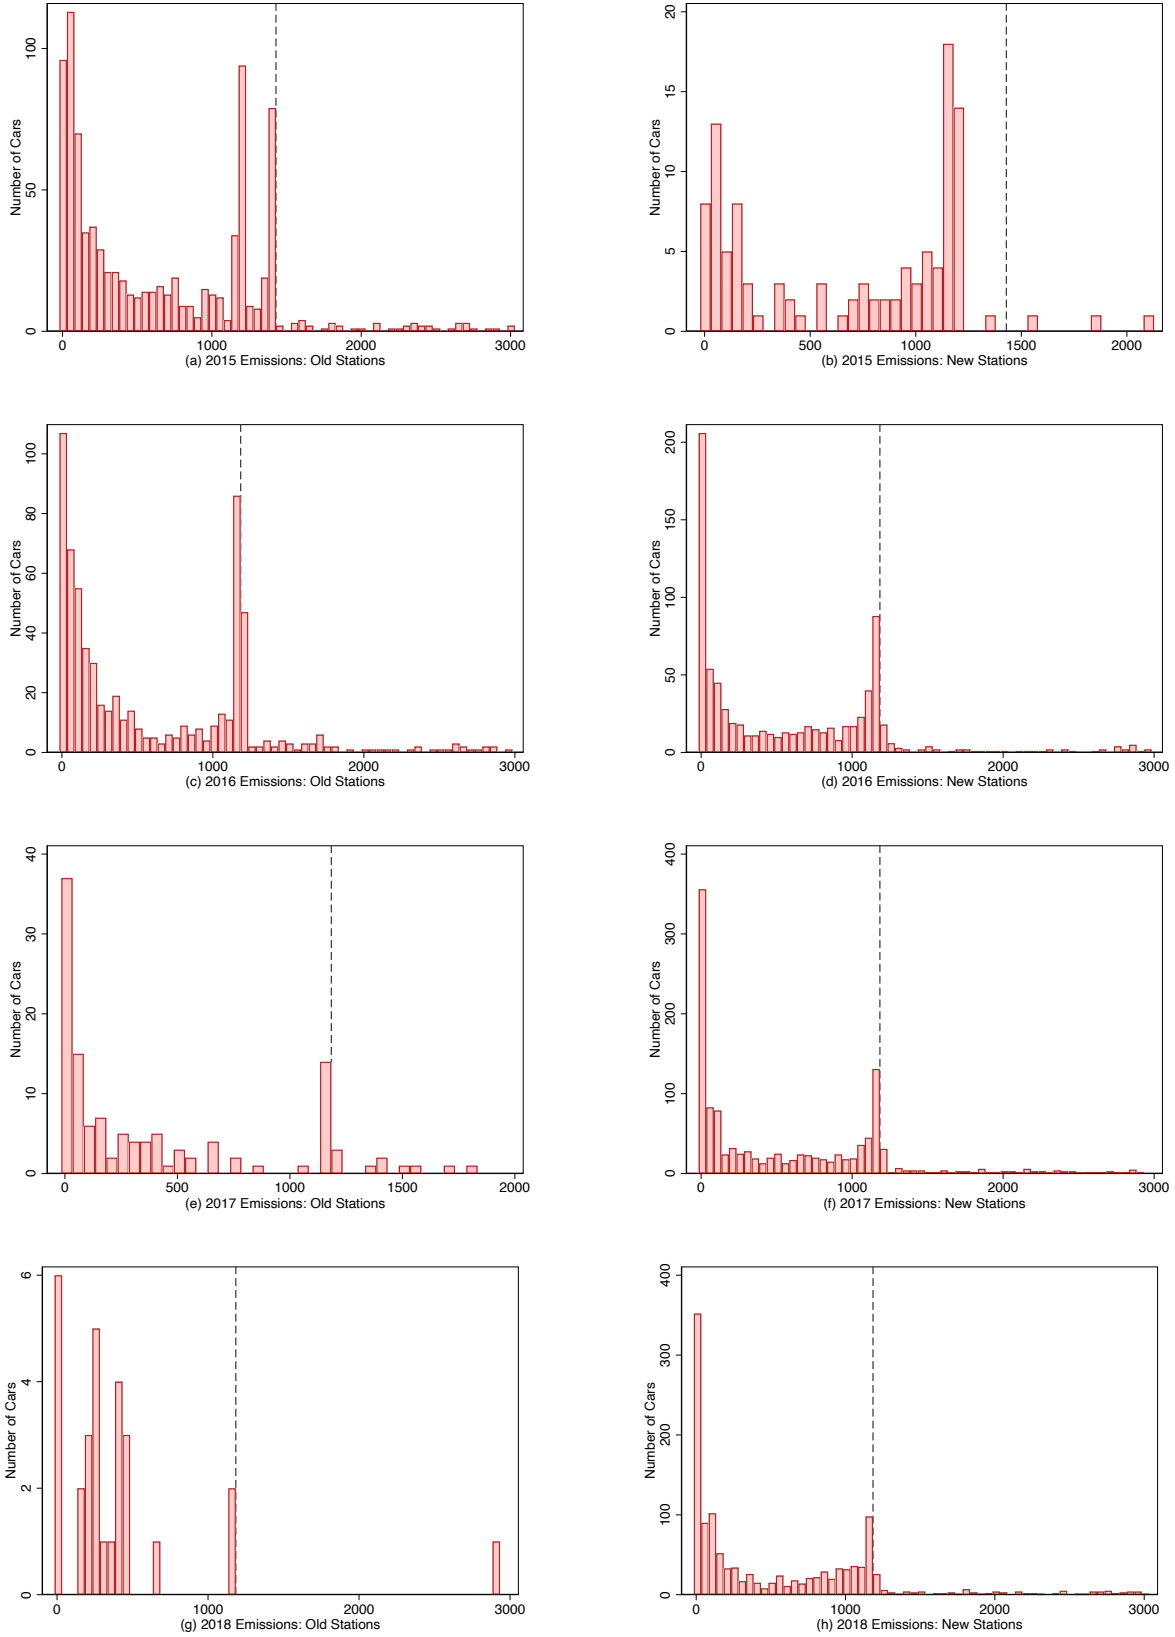 Number of Cars
0 50 100
0 1000 2000 3000
(a) 2015 Emissions: Old Stations
Number of Cars
0 5 10 15 20
0 500 1000 1500 2000
(b) 2015 Emissions: New Stations
Number of Cars
0 20 40 60 80 100
0 1000 2000 3000
(c) 2016 Emissions: Old Stations
Number of Cars
0 50 100 150 200
0 1000 2000 3000
(d) 2016 Emissions: New Stations
Number of Cars
0 10 20 30 40
0 500 1000 1500 2000
(e) 2017 Emissions: Old Stations
Number of Cars
0 100 200 300 400
0 1000 2000 3000
(f) 2017 Emissions: New Stations
Number of Cars
0 2 4 6
0 1000 2000 3000
(g) 2018 Emissions: Old Stations
Number of Cars
0 100 200 300 400
0 1000 2000 3000
(h) 2018 Emissions: New Stations